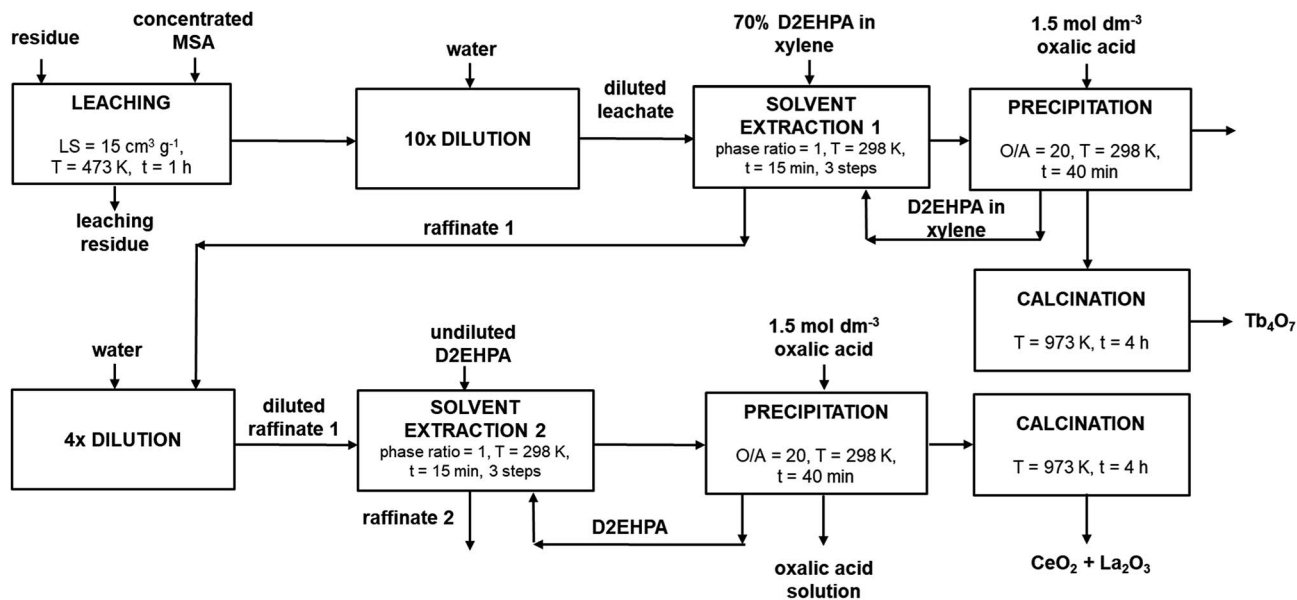 residue
concentrated
MSA
LEACHING
LS = 15 cm³ g⁻¹,
T = 473 K, t = 1 h
leaching
residue
water
10x DILUTION
diluted
leachate
70% D2EHPA in
xylene
SOLVENT
EXTRACTION 1
phase ratio = 1, T = 298 K,
t = 15 min, 3 steps
1.5 mol dm⁻³
oxalic acid
PRECIPITATION
O/A = 20, T = 298 K,
t = 40 min
D2EHPA in
xylene
raffinate 1
CALCINATION
T = 973 K, t = 4 h
Tb₄O₇
water
4x DILUTION
diluted
raffinate 1
undiluted
D2EHPA
SOLVENT
EXTRACTION 2
phase ratio = 1, T = 298 K,
t = 15 min, 3 steps
raffinate 2
D2EHPA
1.5 mol dm⁻³
oxalic acid
PRECIPITATION
O/A = 20, T = 298 K,
t = 40 min
oxalic acid
solution
CALCINATION
T = 973 K, t = 4 h
CeO₂ + La₂O₃